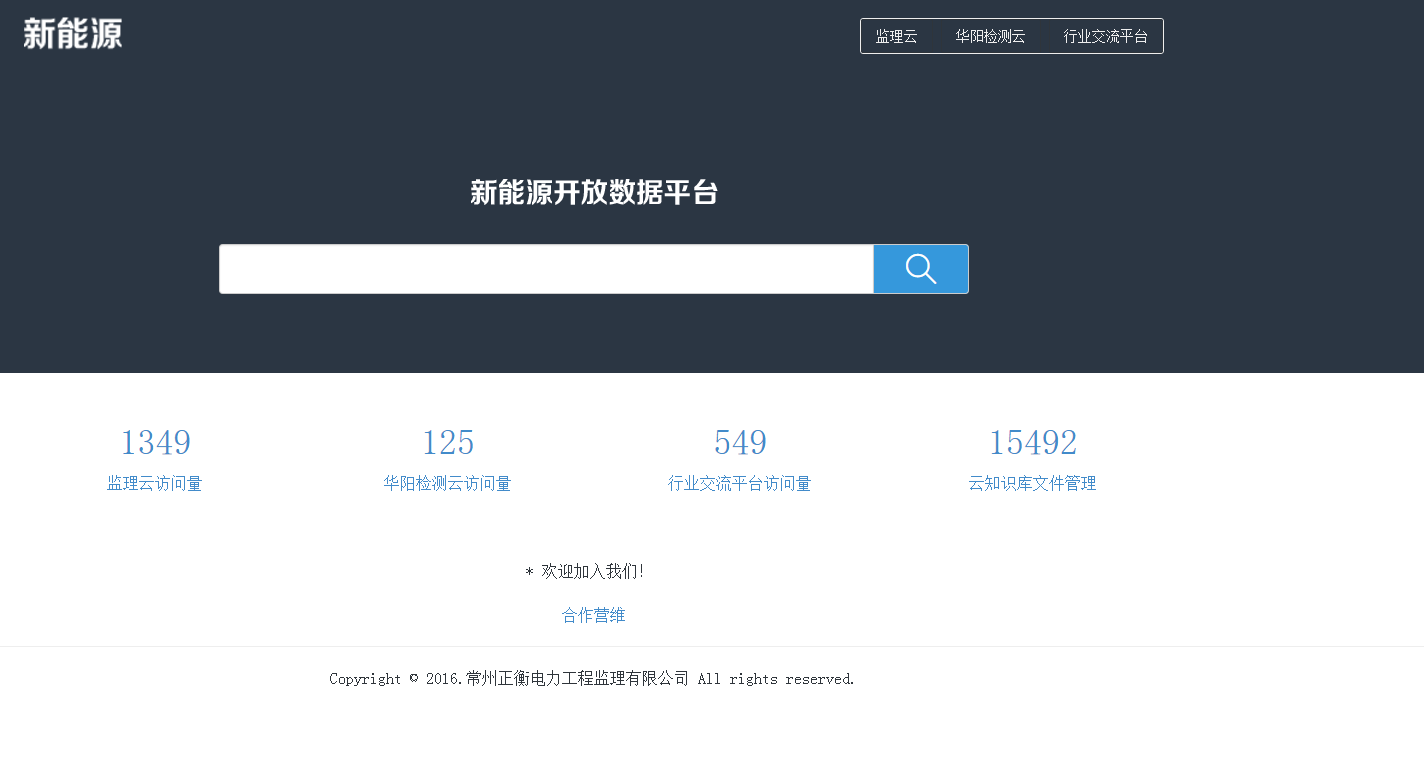 新能源
监理云 华阳检测云 行业交流平台
新能源开放数据平台
1349 125 549 15492
监理云访问量 华阳检测云访问量 行业交流平台访问量 云知识库文件管理
* 欢迎加入我们!
合作营维
Copyright © 2016.常州正衡电力工程监理有限公司 All rights reserved.